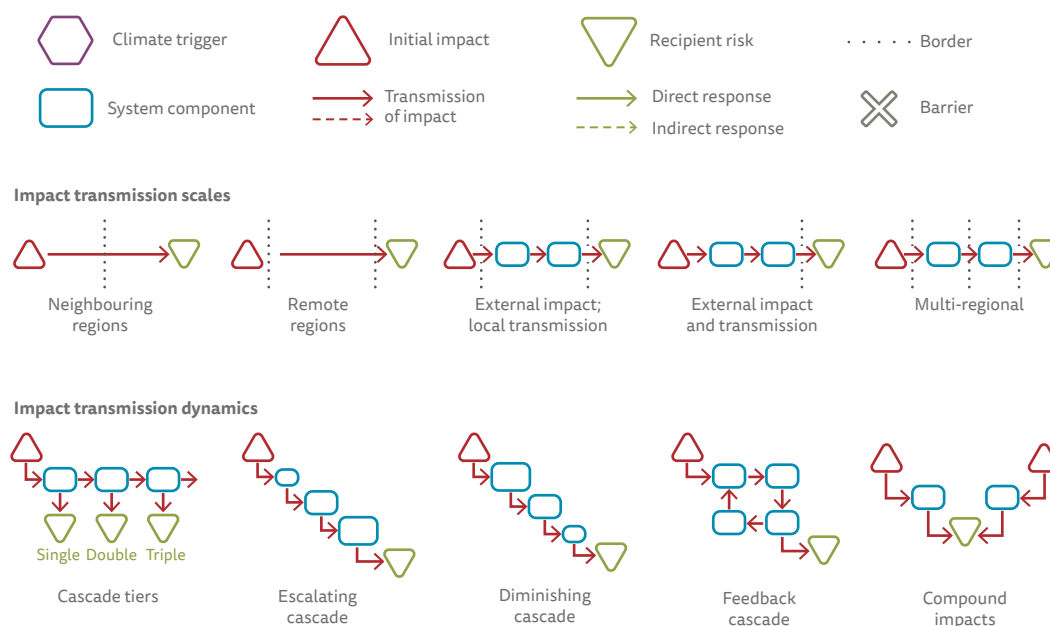 Climate trigger
Initial impact
Recipient risk
Border
System component
Transmission
of impact
Direct response
Indirect response
Barrier
Impact transmission scales
Neighbouring
regions
Remote
regions
External impact;
local transmission
External impact
and transmission
Multi-regional
Impact transmission dynamics
Single Double Triple
Cascade tiers
Escalating
cascade
Diminishing
cascade
Feedback
cascade
Compound
impacts